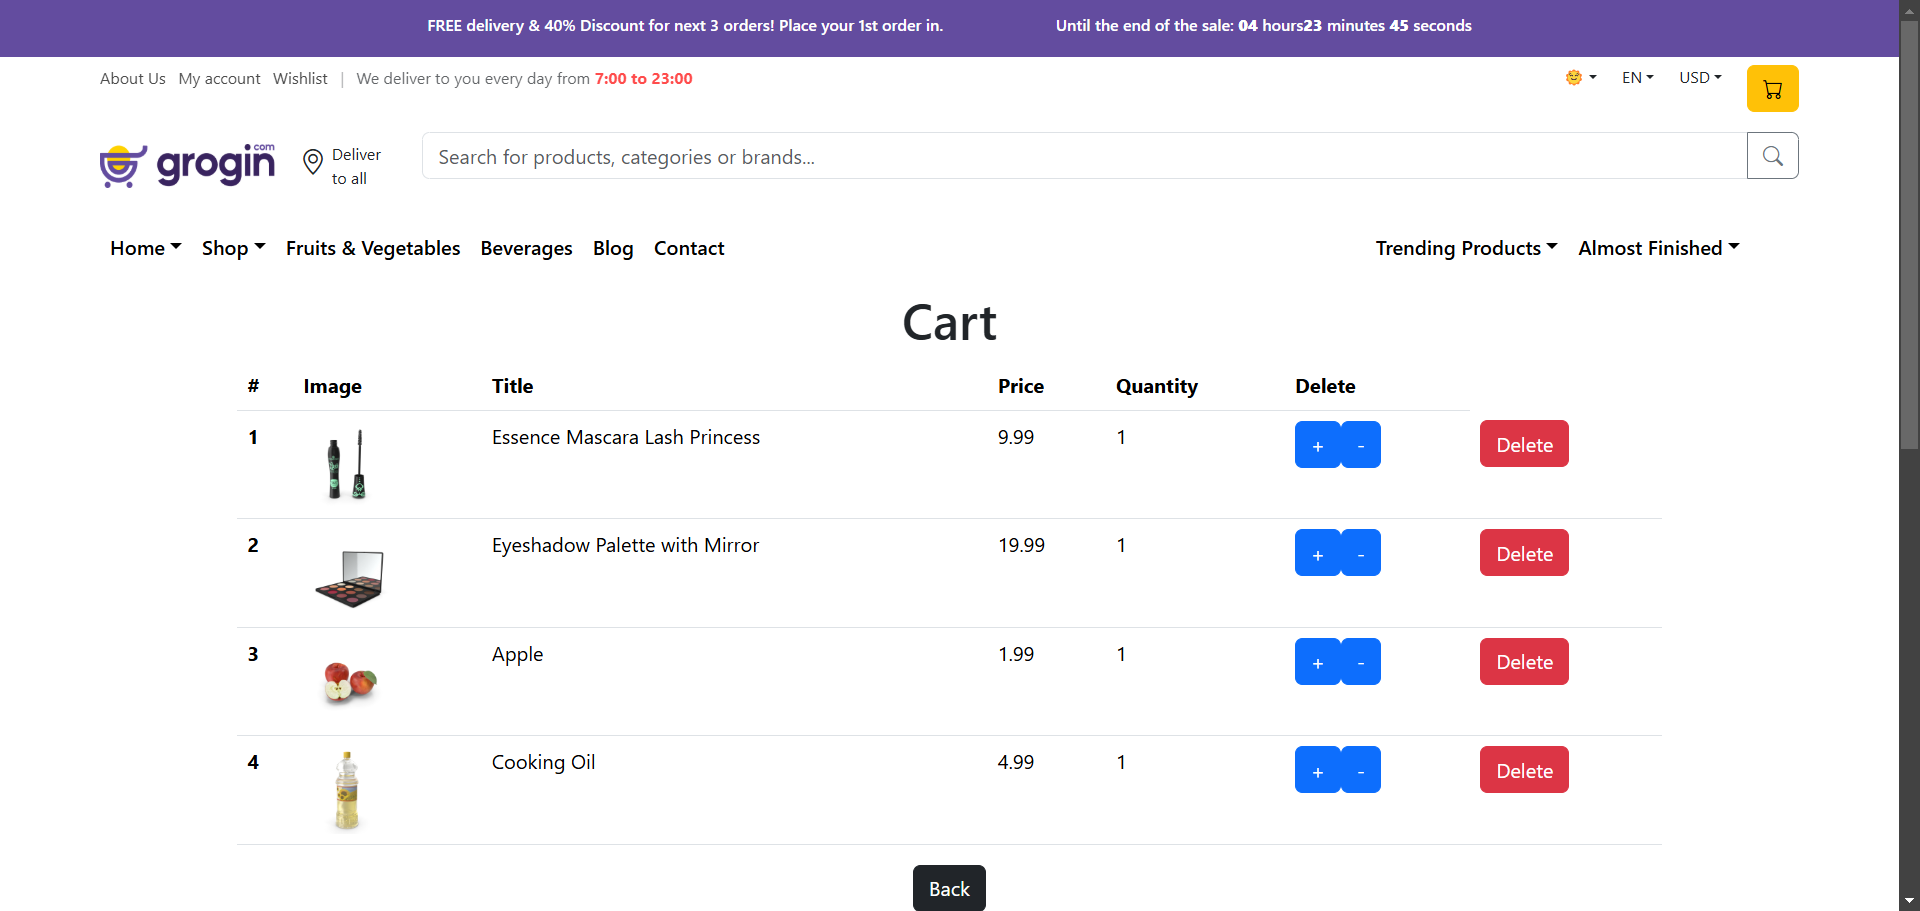 FREE delivery & 40% Discount for next 3 orders! Place your 1st order in.
Until the end of the sale: 04 hours23 minutes 45 seconds
About Us My account Wishlist | We deliver to you every day from 7:00 to 23:00
EN
USD
grogin.com
Deliver
to all
Search for products, categories or brands...
Home Shop Fruits & Vegetables Beverages Blog Contact
Trending Products Almost Finished
Cart
# Image Title Price Quantity Delete
1 Essence Mascara Lash Princess 9.99 1 + - Delete
2 Eyeshadow Palette with Mirror 19.99 1 + - Delete
3 Apple 1.99 1 + - Delete
4 Cooking Oil 4.99 1 + - Delete
Back